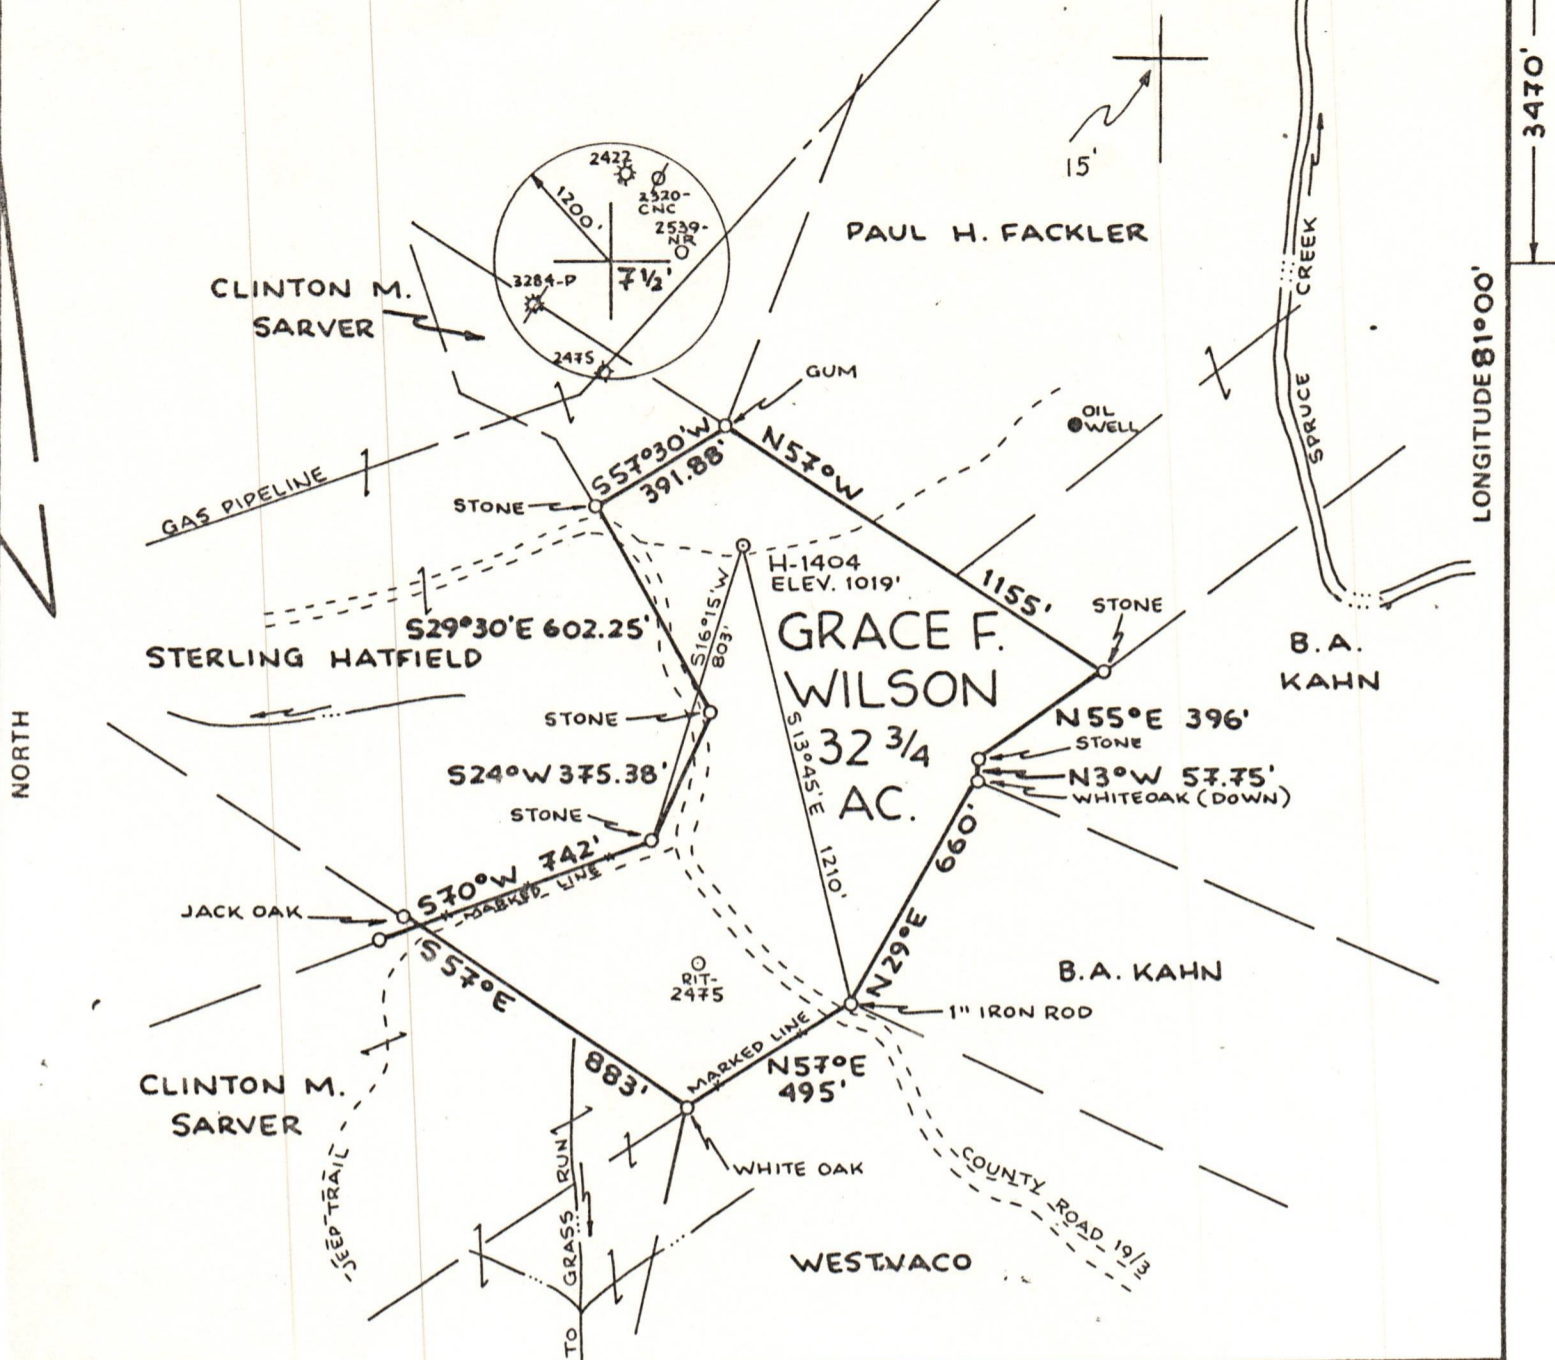 3470'
15'
2422
2320-
CNC
1200'
2539-
NR
7 1/2'
3284-P
2475
PAUL H. FACKLER
CLINTON M.
SARVER
CREEK
SPRUCE
LONGITUDE 81°00'
GUM
OIL
WELL
S57°30'W
391.88'
N57°W
1155'
GAS PIPELINE
STONE
H-1404
ELEV. 1019'
STONE
S29°30'E 602.25'
S16°15'W
803'
GRACE F.
WILSON
32 3/4
AC.
B.A.
KAHN
STERLING HATFIELD
NORTH
STONE
S13°45'E
1210'
N55°E 396'
STONE
N3°W 57.75'
WHITEOAK (DOWN)
S24°W 375.38'
STONE
660'
N29°E
S70°W 742'
MARKED LINE
JACK OAK
S57°E
883'
RIT-
2475
B.A. KAHN
1" IRON ROD
MARKED LINE
N57°E
495'
CLINTON M.
SARVER
WHITE OAK
JEEP TRAIL
TO GRASS RUN
COUNTY ROAD 19/3
WESTVACO